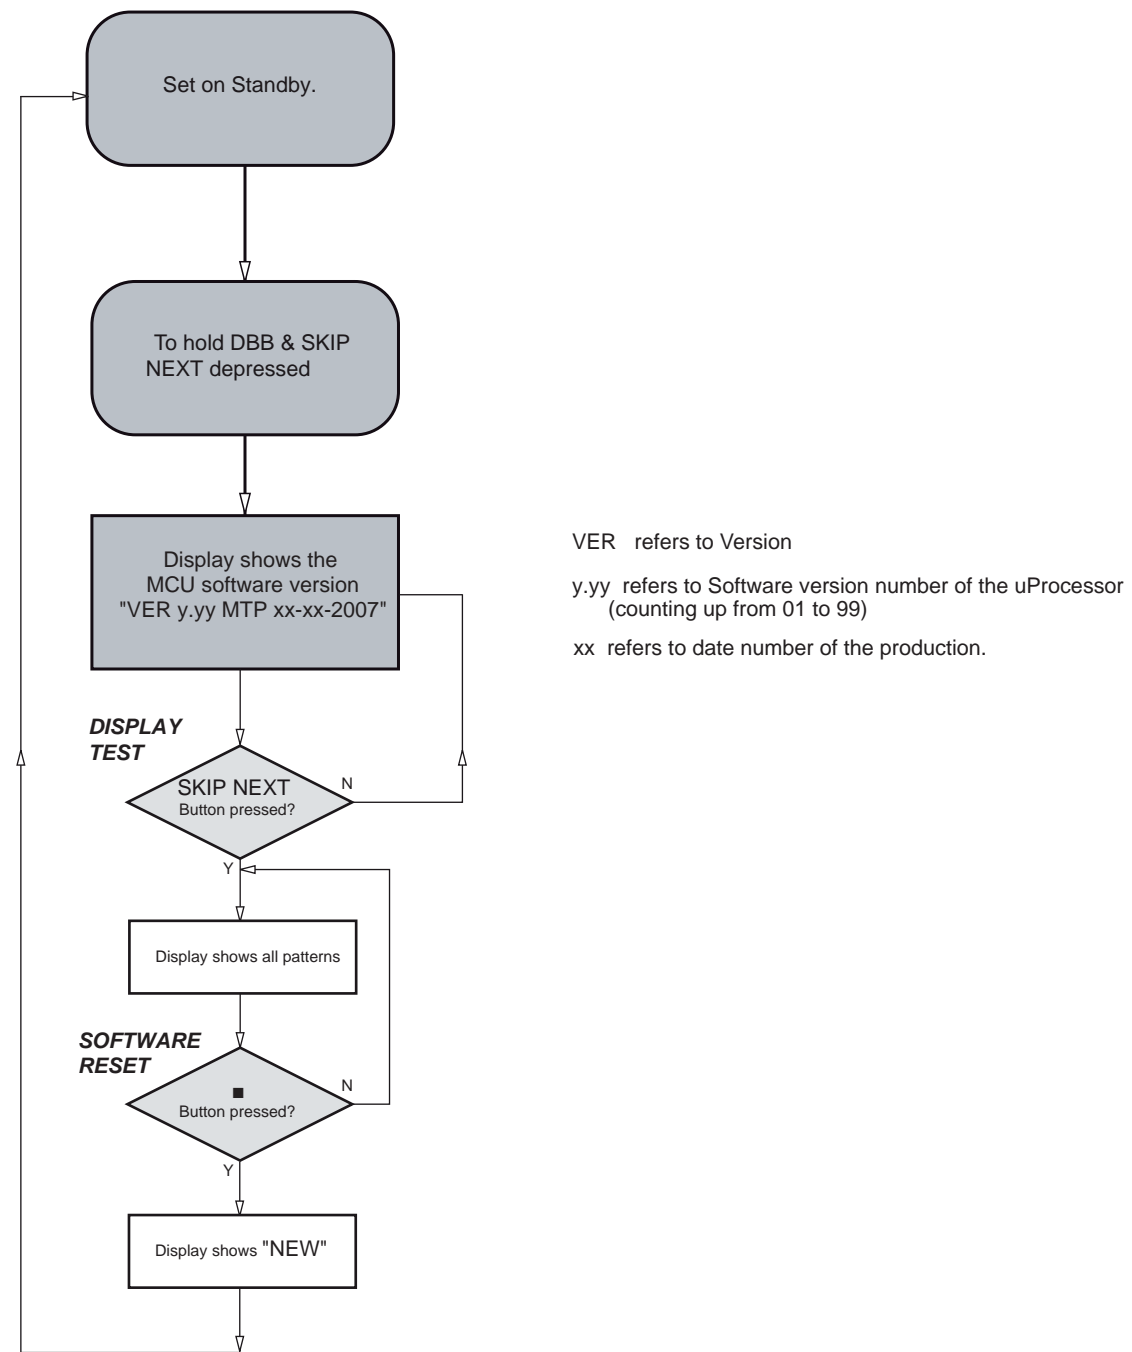 Set on Standby.
To hold DBB & SKIP
NEXT depressed
Display shows the
MCU software version
"VER y.yy MTP xx-xx-2007"
VER refers to Version
y.yy refers to Software version number of the uProcessor
(counting up from 01 to 99)
xx refers to date number of the production.
DISPLAY
TEST
SKIP NEXT
Button pressed?
N
Y
Display shows all patterns
SOFTWARE
RESET
■
Button pressed?
N
Y
Display shows "NEW"